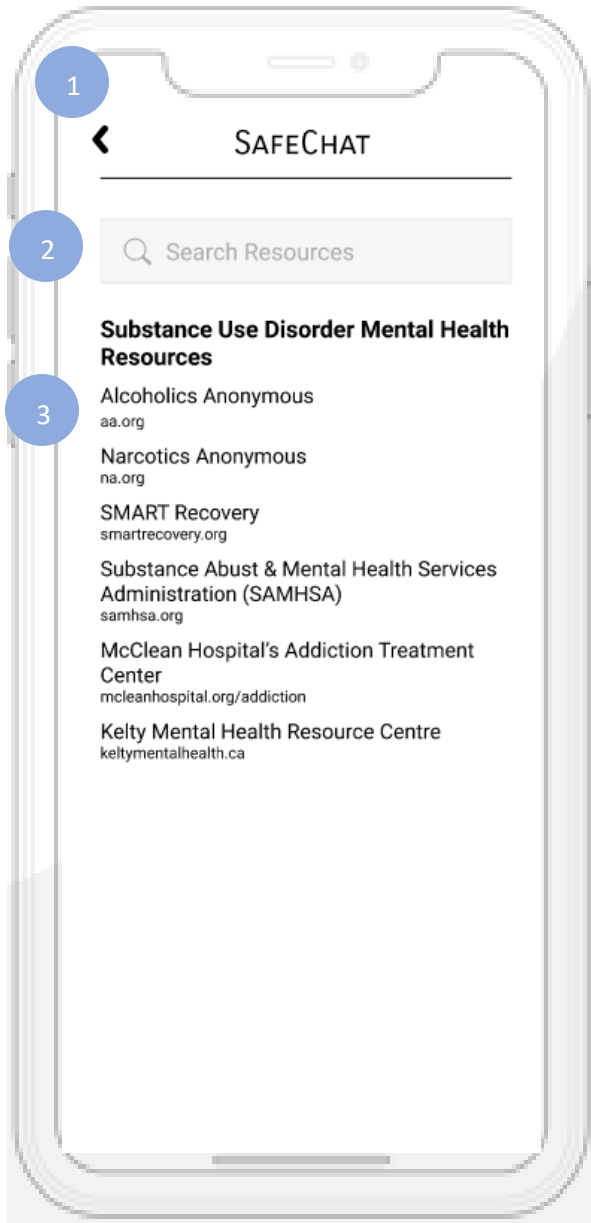 1
SAFECHAT
2
Search Resources
Substance Use Disorder Mental Health
Resources
3
Alcoholics Anonymous
aa.org
Narcotics Anonymous
na.org
SMART Recovery
smartrecovery.org
Substance Abust & Mental Health Services
Administration (SAMHSA)
samhsa.org
McClean Hospital's Addiction Treatment
Center
mcleanhospital.org/addiction
Kelty Mental Health Resource Centre
keltymentalhealth.ca